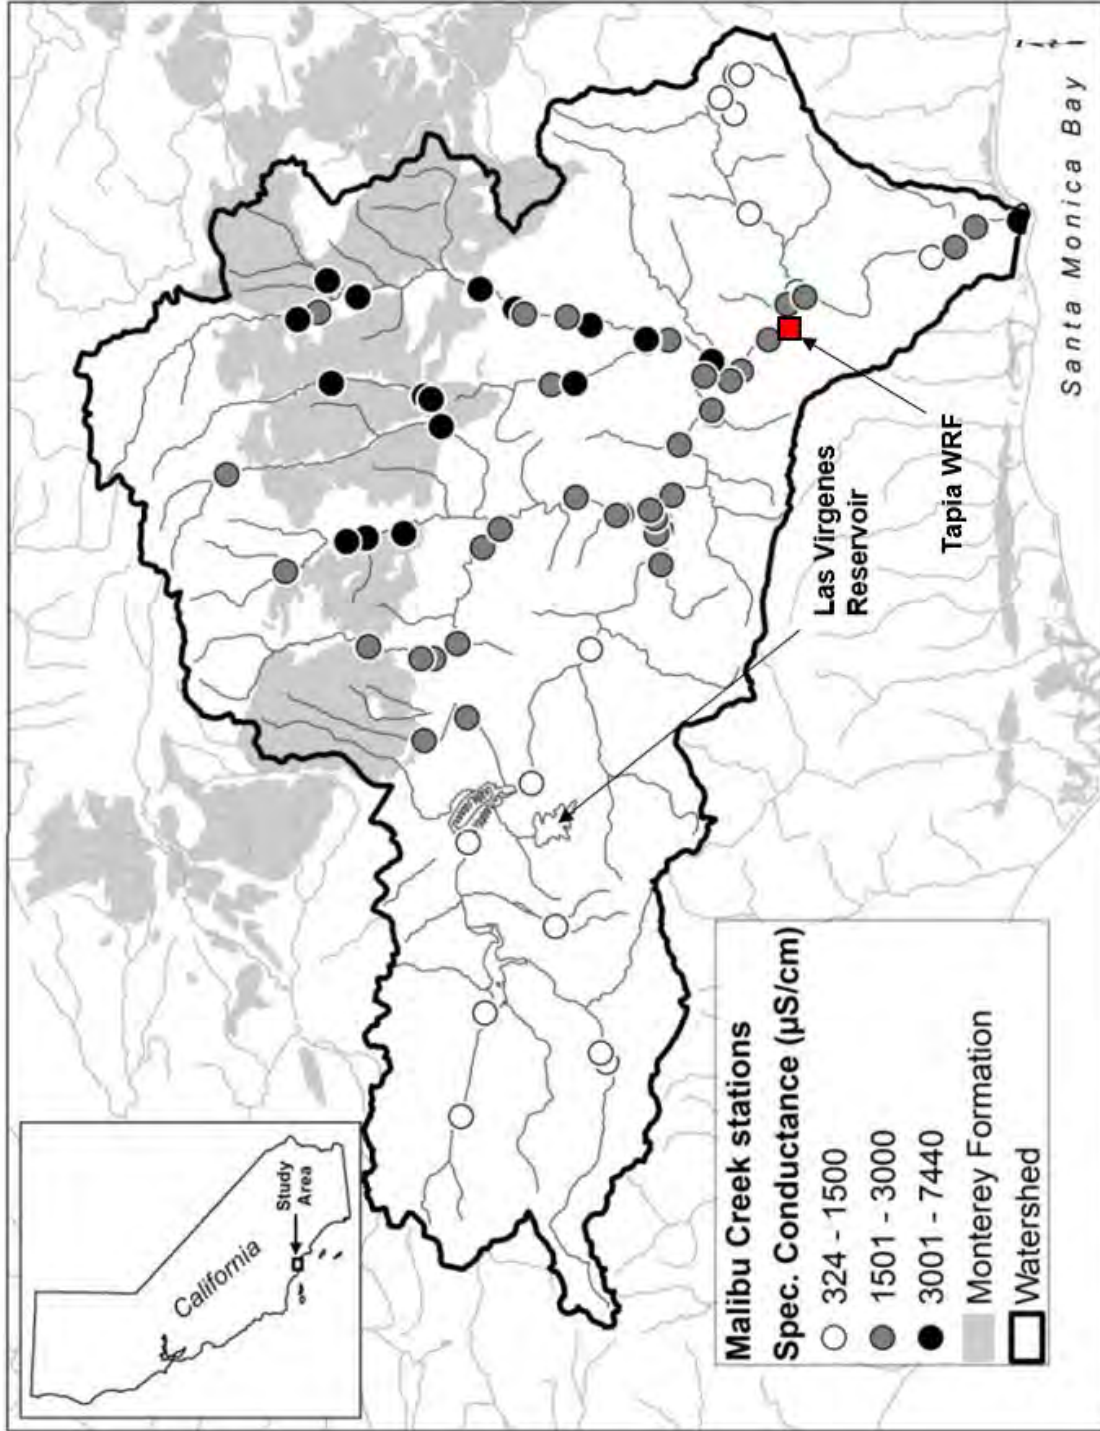 California
Study
Area
Santa Monica Bay
Las Virgenes
Reservoir
Tapia WRF
Malibu Creek stations
Spec. Conductance (µS/cm)
324 - 1500
1501 - 3000
3001 - 7440
Monterey Formation
Watershed